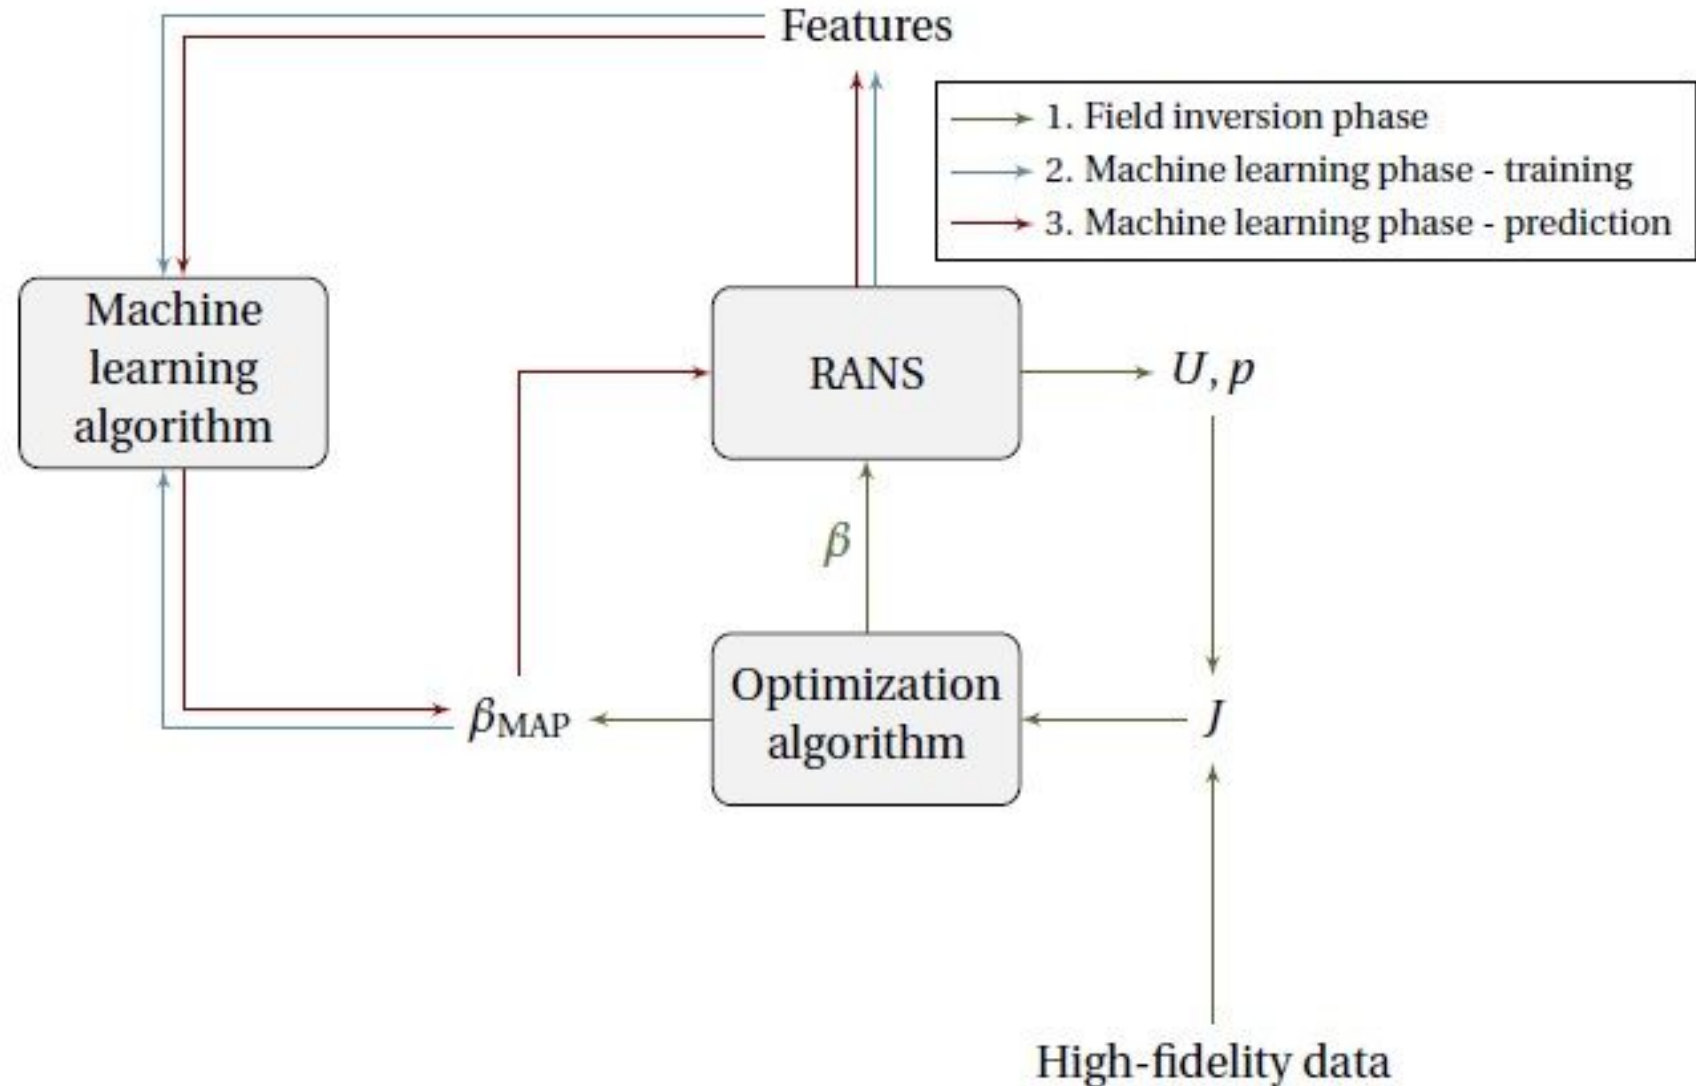 Features
1. Field inversion phase
2. Machine learning phase - training
3. Machine learning phase - prediction
Machine
learning
algorithm
RANS
U, p
β
Optimization
algorithm
βMAP
J
High-fidelity data